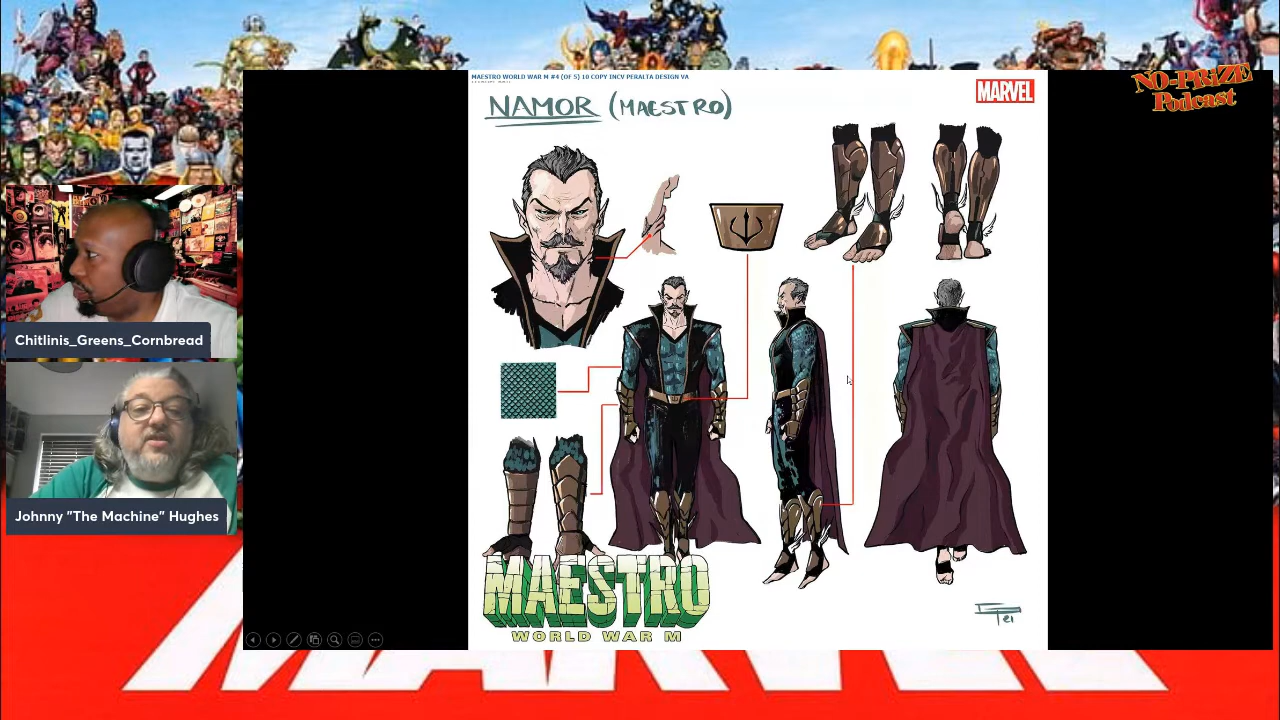 MAESTRO WORLD WAR M #4 (OF 5) 10 COPY INCV PERALTA DESIGN VA
NAMOR (MAESTRO)
MARVEL
NO-PRIZE
Podcast
Chitlinis_Greens_Cornbread
Johnny "The Machine" Hughes
MAESTRO
WORLD WAR M
MARVEL